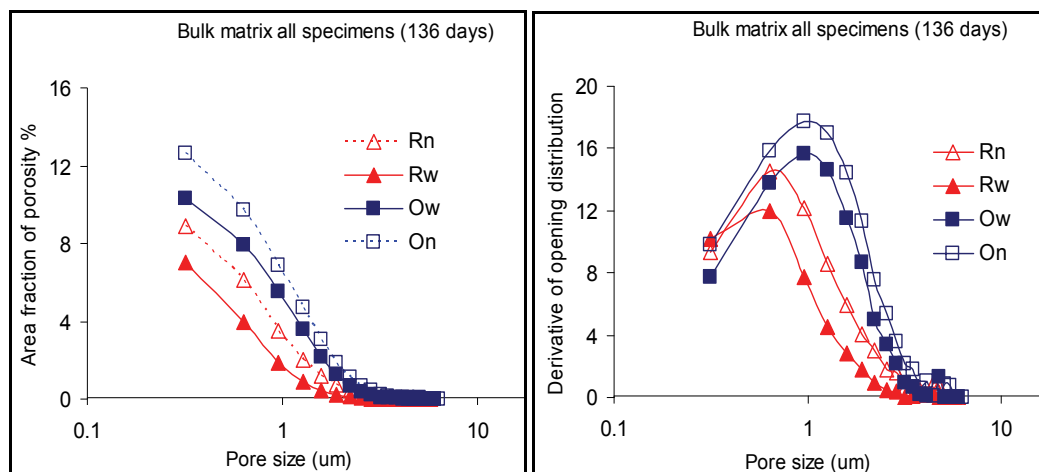 Bulk matrix all specimens (136 days)
Area fraction of porosity %
16
12
8
4
0
0.1
1
10
Pore size (um)
Rn
Rw
Ow
On
Bulk matrix all specimens (136 days)
Derivative of opening distribution
20
16
12
8
4
0
0.1
1
10
Pore size (um)
Rn
Rw
Ow
On